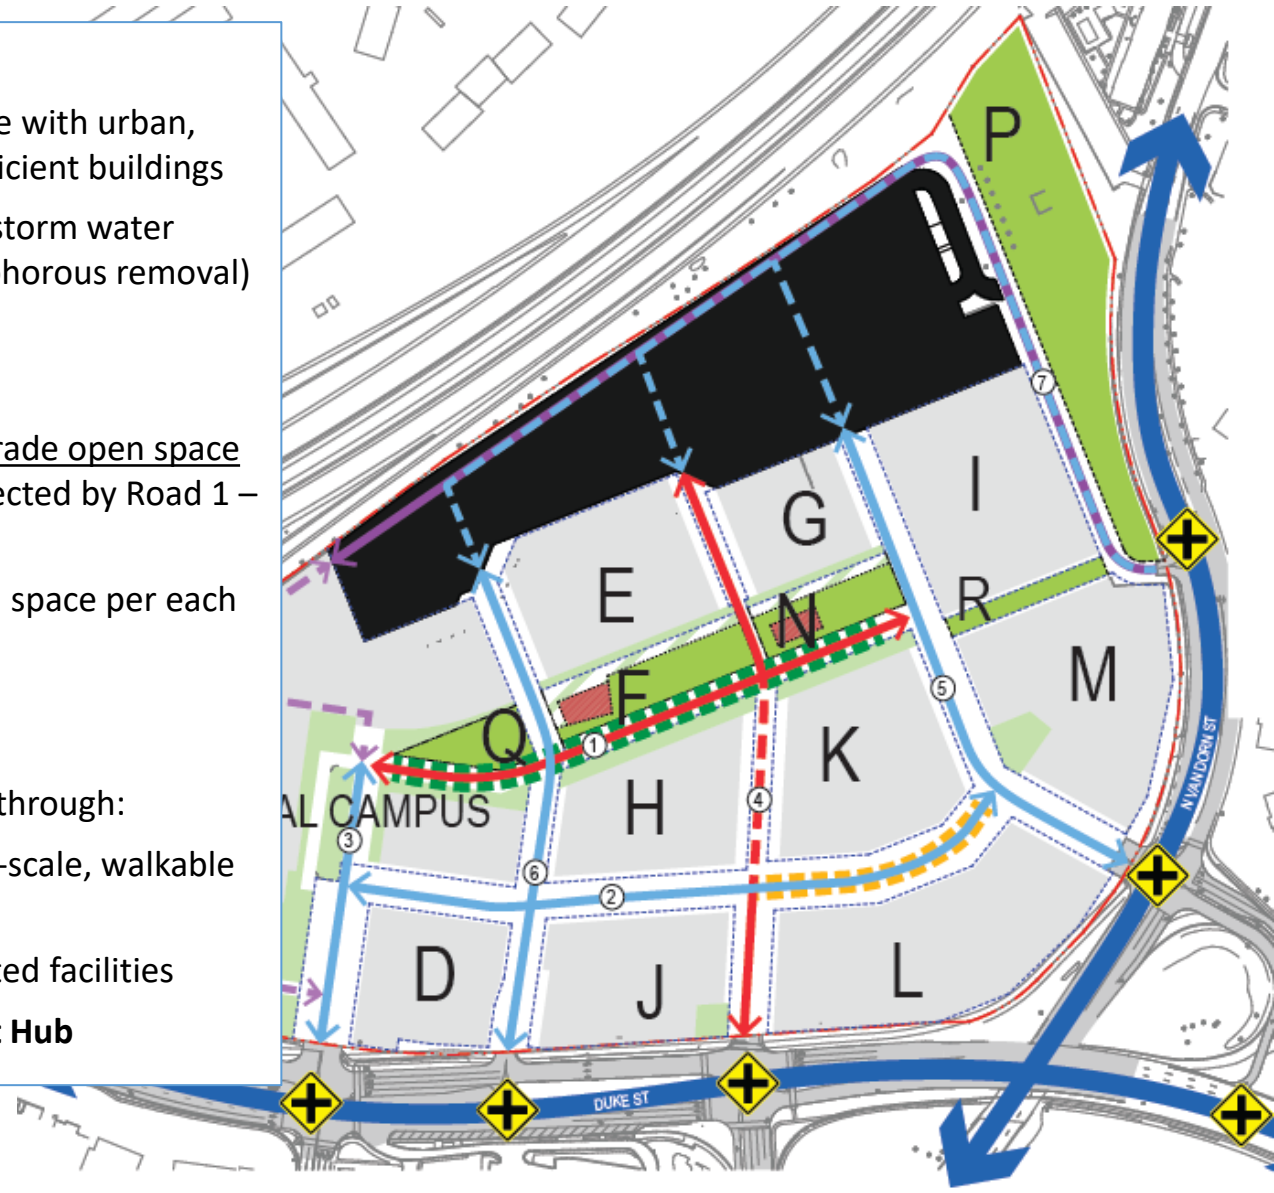 e with urban,
icient buildings
storm water
horous removal)
rade open space
ected by Road 1 –
space per each
through:
-scale, walkable
ted facilities
t Hub
P
7
I
G
E
N
R
F
M
5
Q
1
K
H
4
AL CAMPUS
3
6
2
D
J
L
N VAN DORN ST
DUKE ST